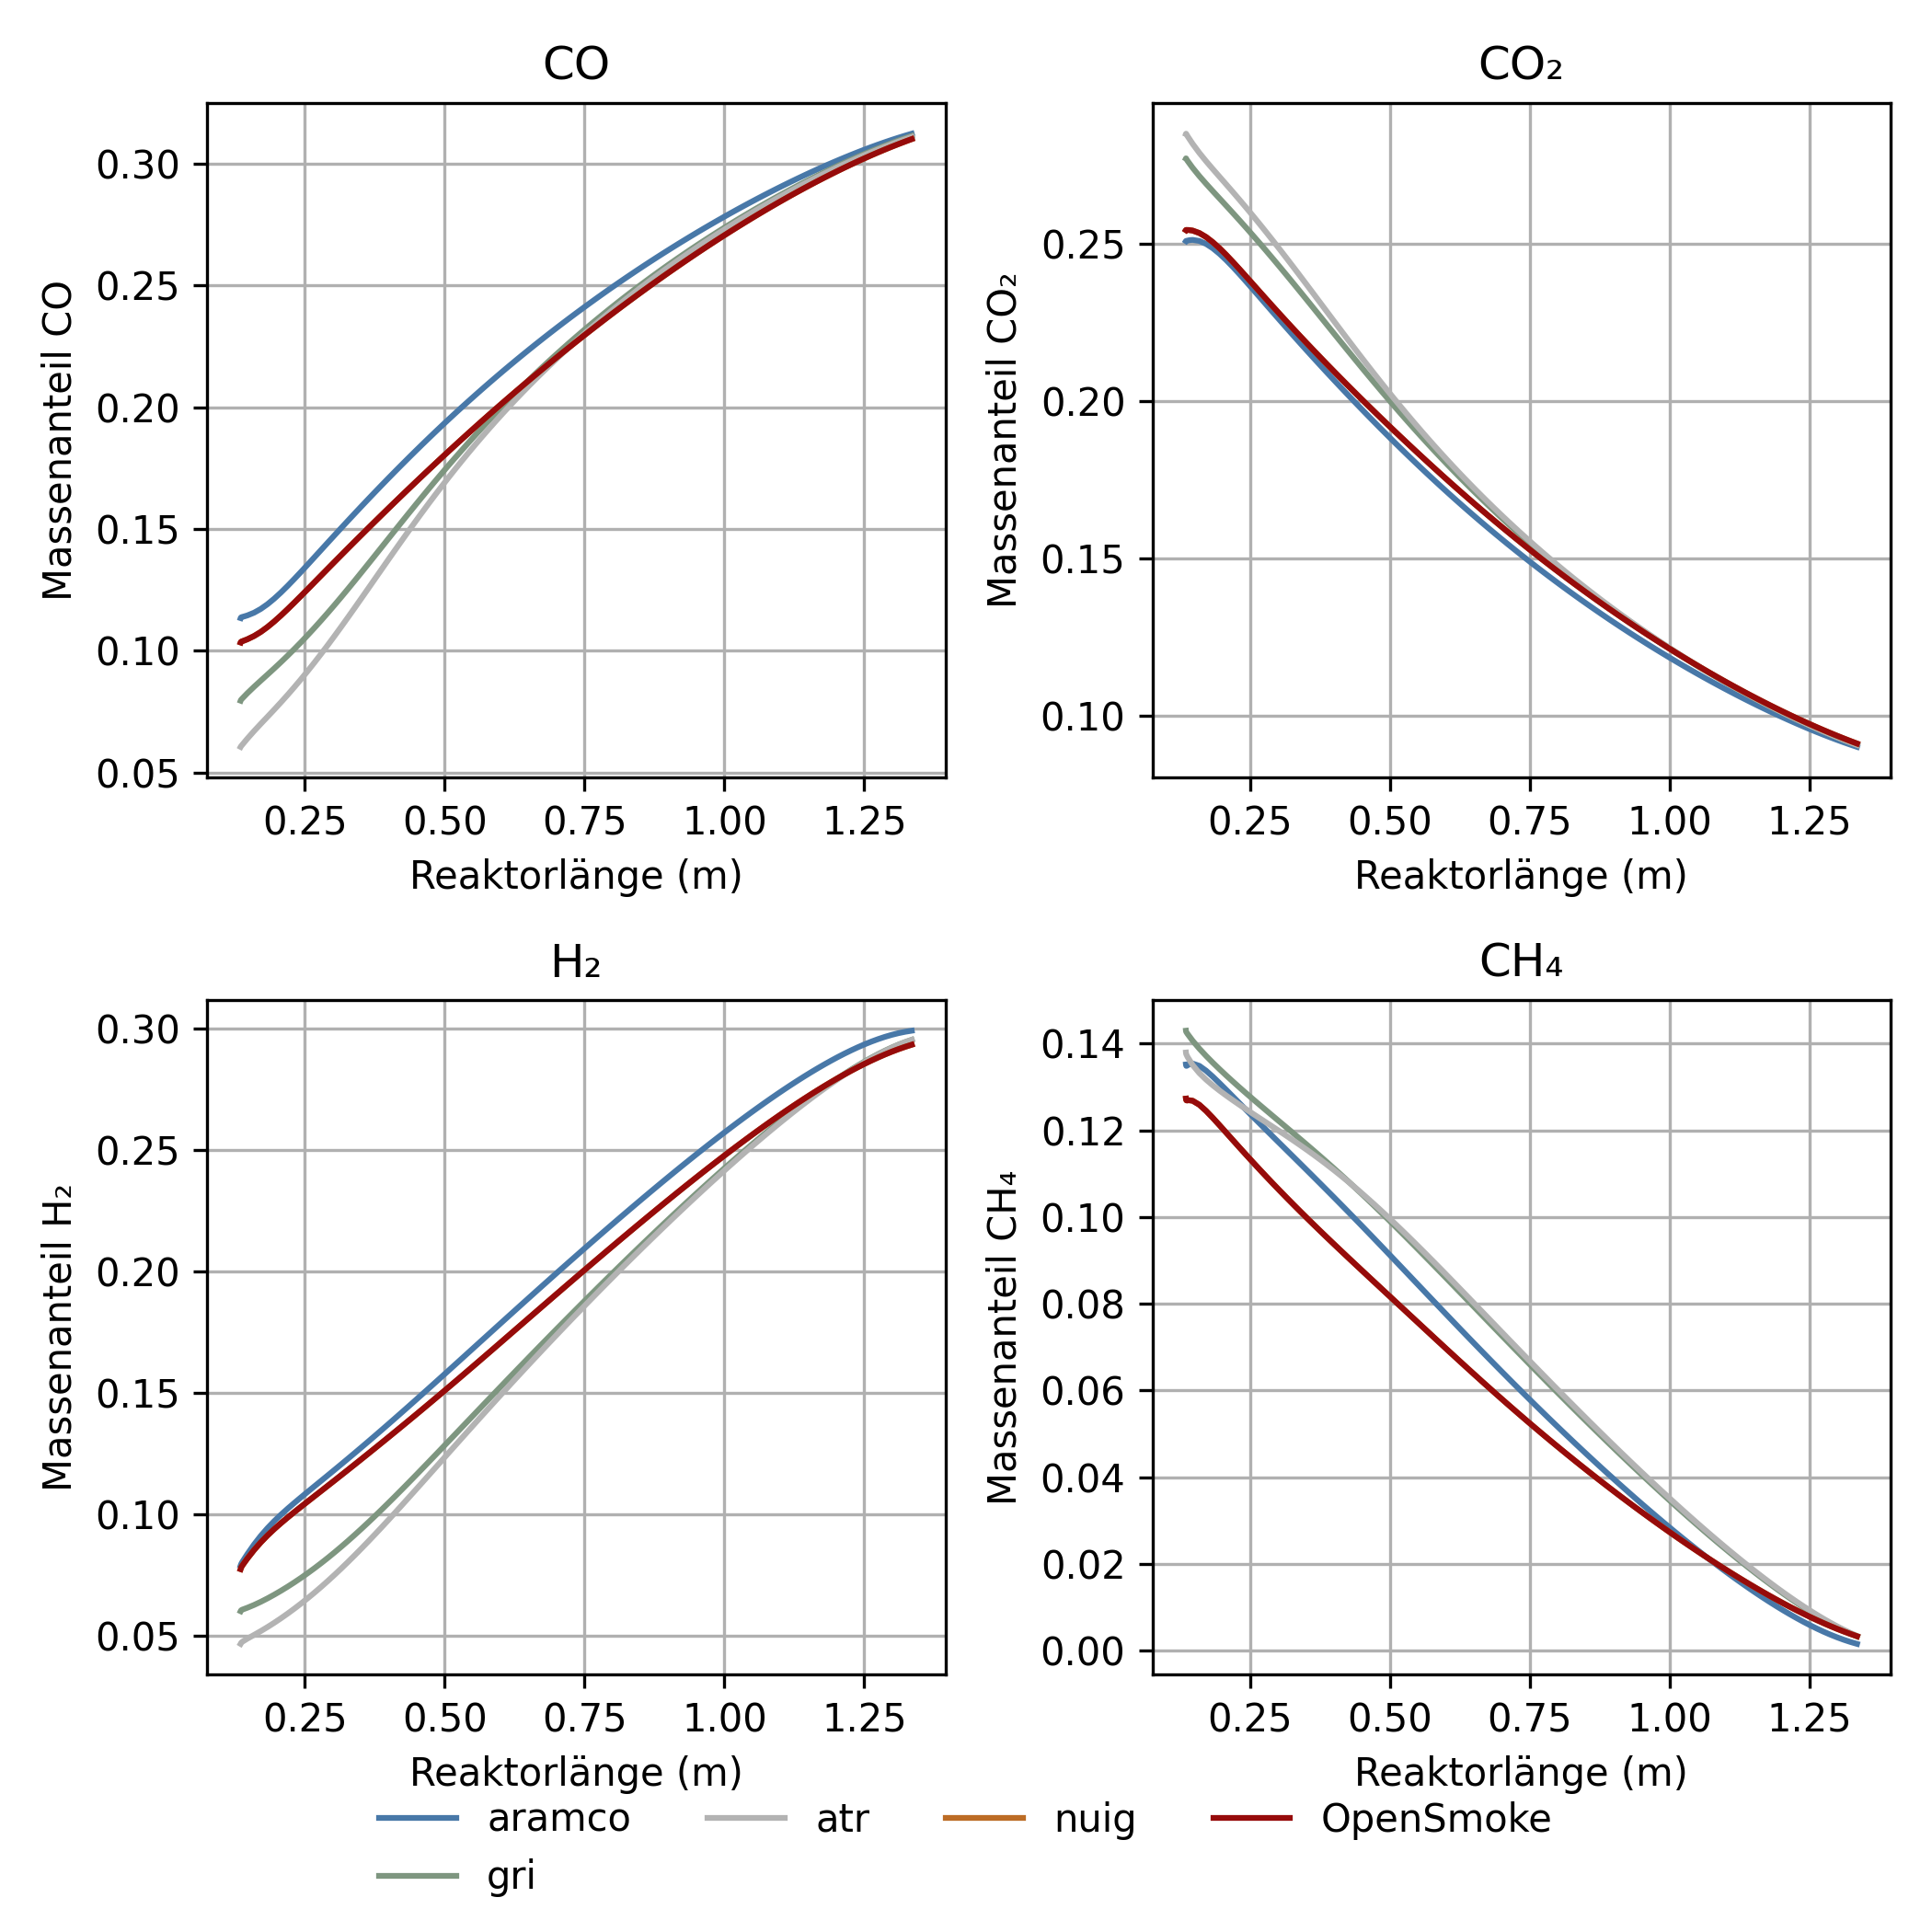 CO
Massenanteil CO
0.30
0.25
0.20
0.15
0.10
0.05
0.25 0.50 0.75 1.00 1.25
Reaktorlänge (m)
CO₂
Massenanteil CO₂
0.25
0.20
0.15
0.10
0.25 0.50 0.75 1.00 1.25
Reaktorlänge (m)
H₂
Massenanteil H₂
0.30
0.25
0.20
0.15
0.10
0.05
0.25 0.50 0.75 1.00 1.25
Reaktorlänge (m)
CH₄
Massenanteil CH₄
0.14
0.12
0.10
0.08
0.06
0.04
0.02
0.00
0.25 0.50 0.75 1.00 1.25
Reaktorlänge (m)
aramco atr nuig OpenSmoke
gri